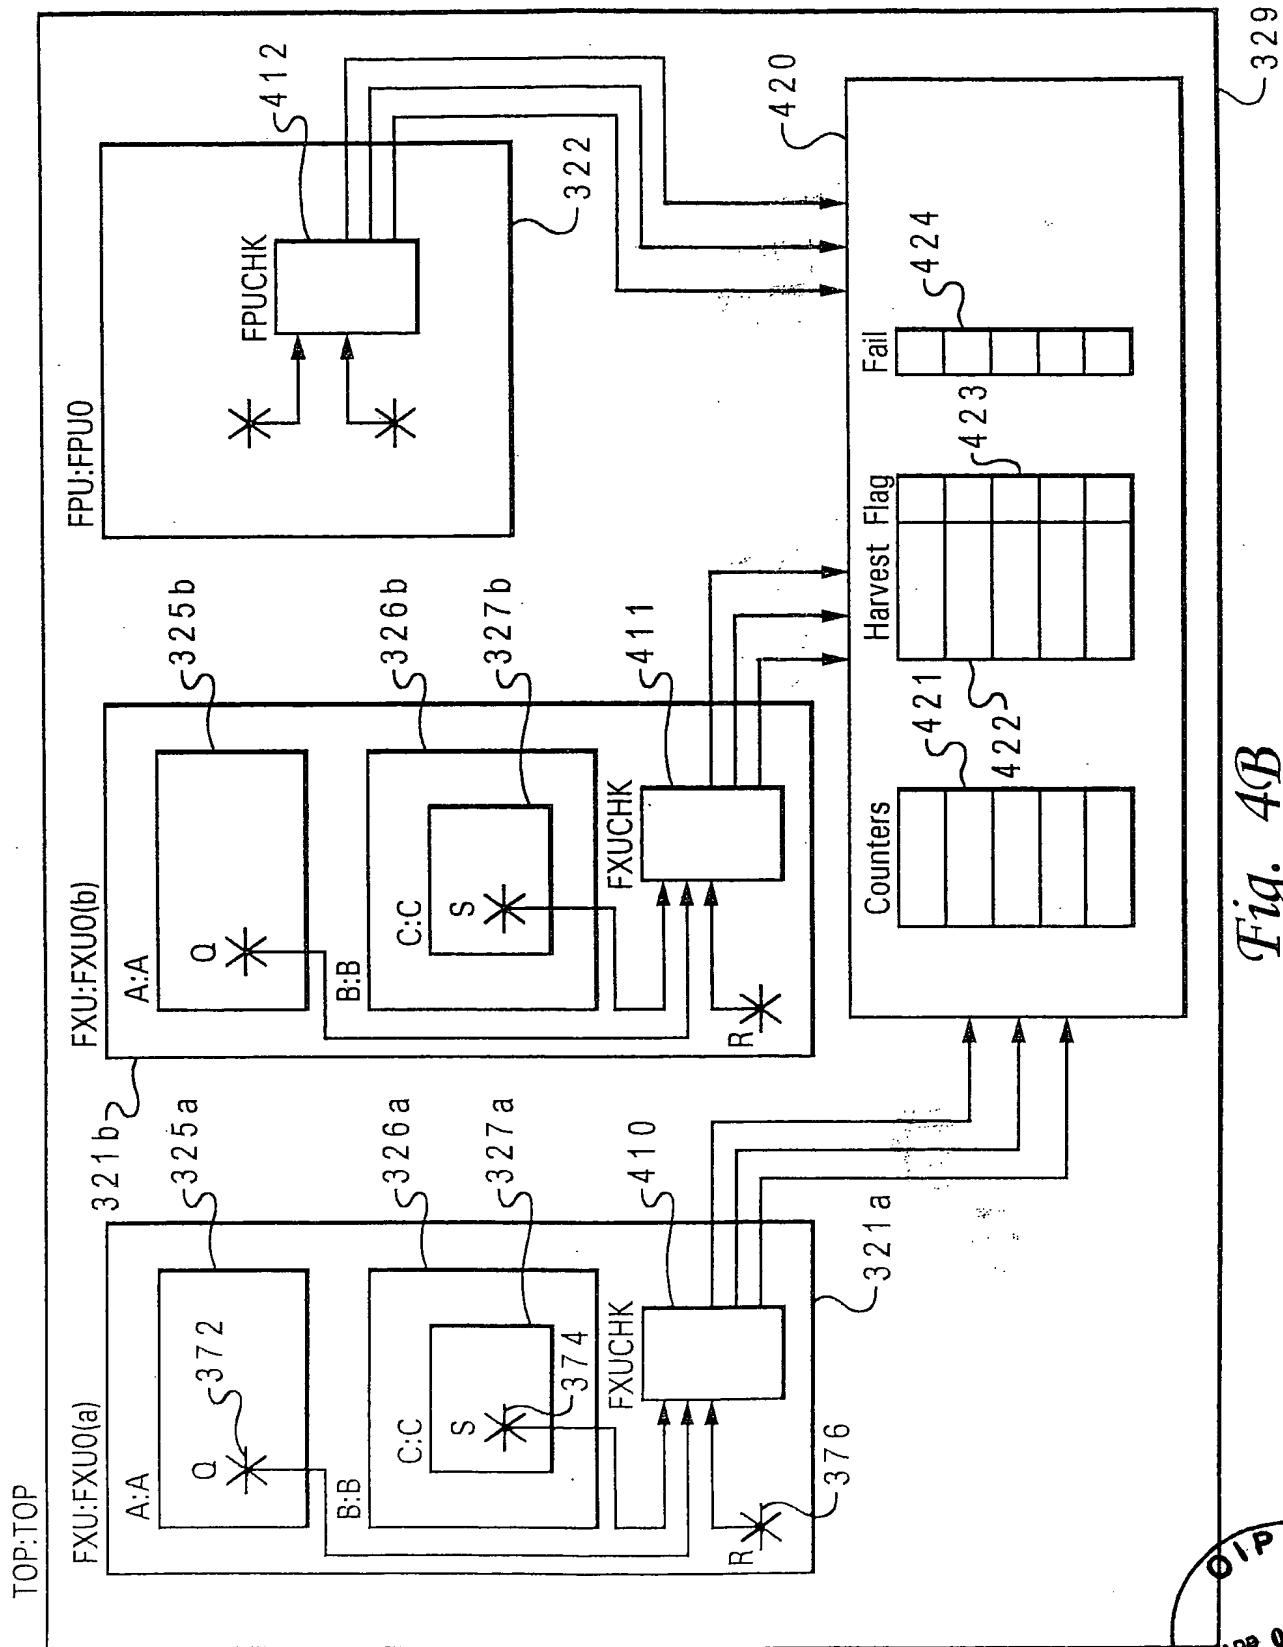 TOP:TOP
FXU:FXU0(a)
A:A
Q
372
325a
B:B
C:C
S
374
326a
327a
FXUCHK
410
R
376
321a
321b
FXU:FXU0(b)
A:A
Q
325b
B:B
C:C
S
326b
327b
FXUCHK
411
R
FPU:FPU0
FPUCHK
412
322
420
Counters
421
422
Harvest Flag
423
Fail
424
329
Fig. 4B
OIP